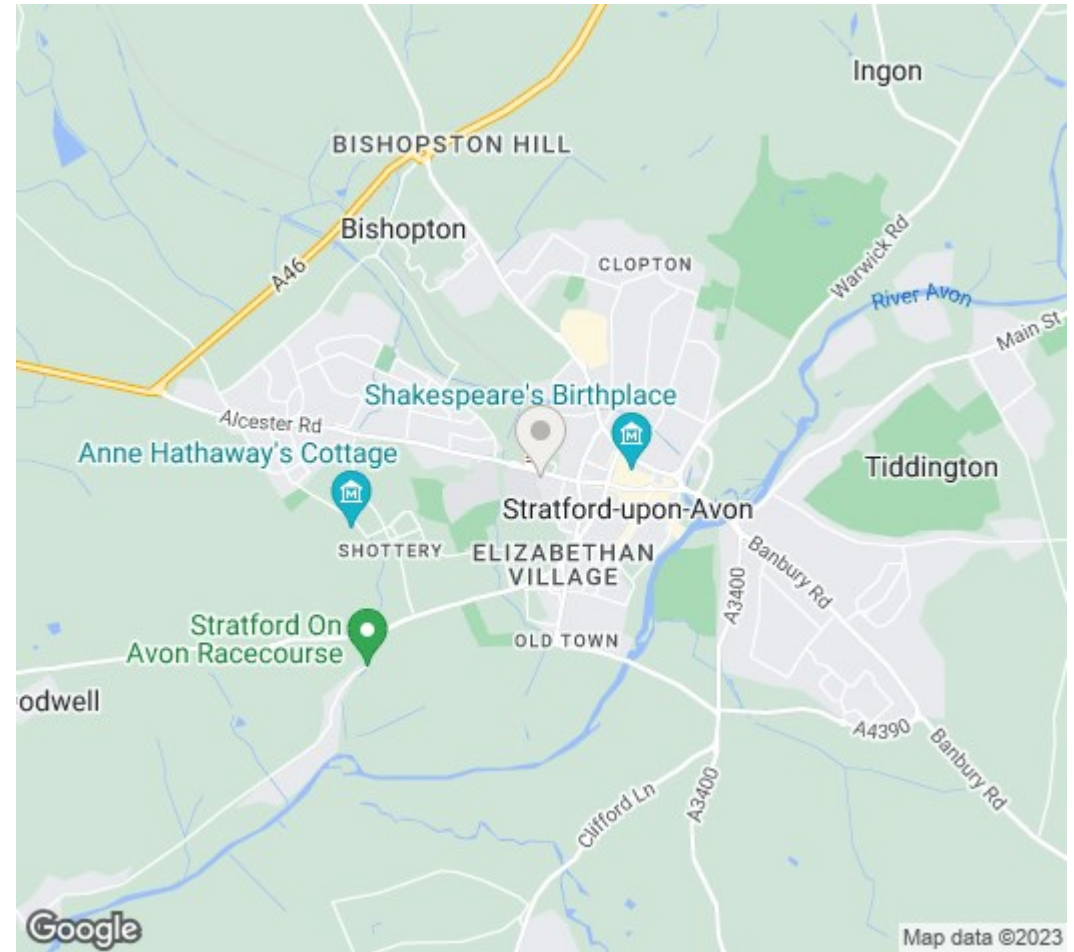 Ingon
BISHOPSTON HILL
Bishopton
CLOPTON
Warwick Rd
A46
River Avon
Main St
Shakespeare's Birthplace
Alcester Rd
Anne Hathaway's Cottage
Tiddington
Stratford-upon-Avon
SHOTTERY
ELIZABETHAN
VILLAGE
Banbury Rd
A3400
Stratford On
Avon Racecourse
OLD TOWN
odwell
A4390
Banbury Rd
A3400
Clifford Ln
Google
Map data ©2023